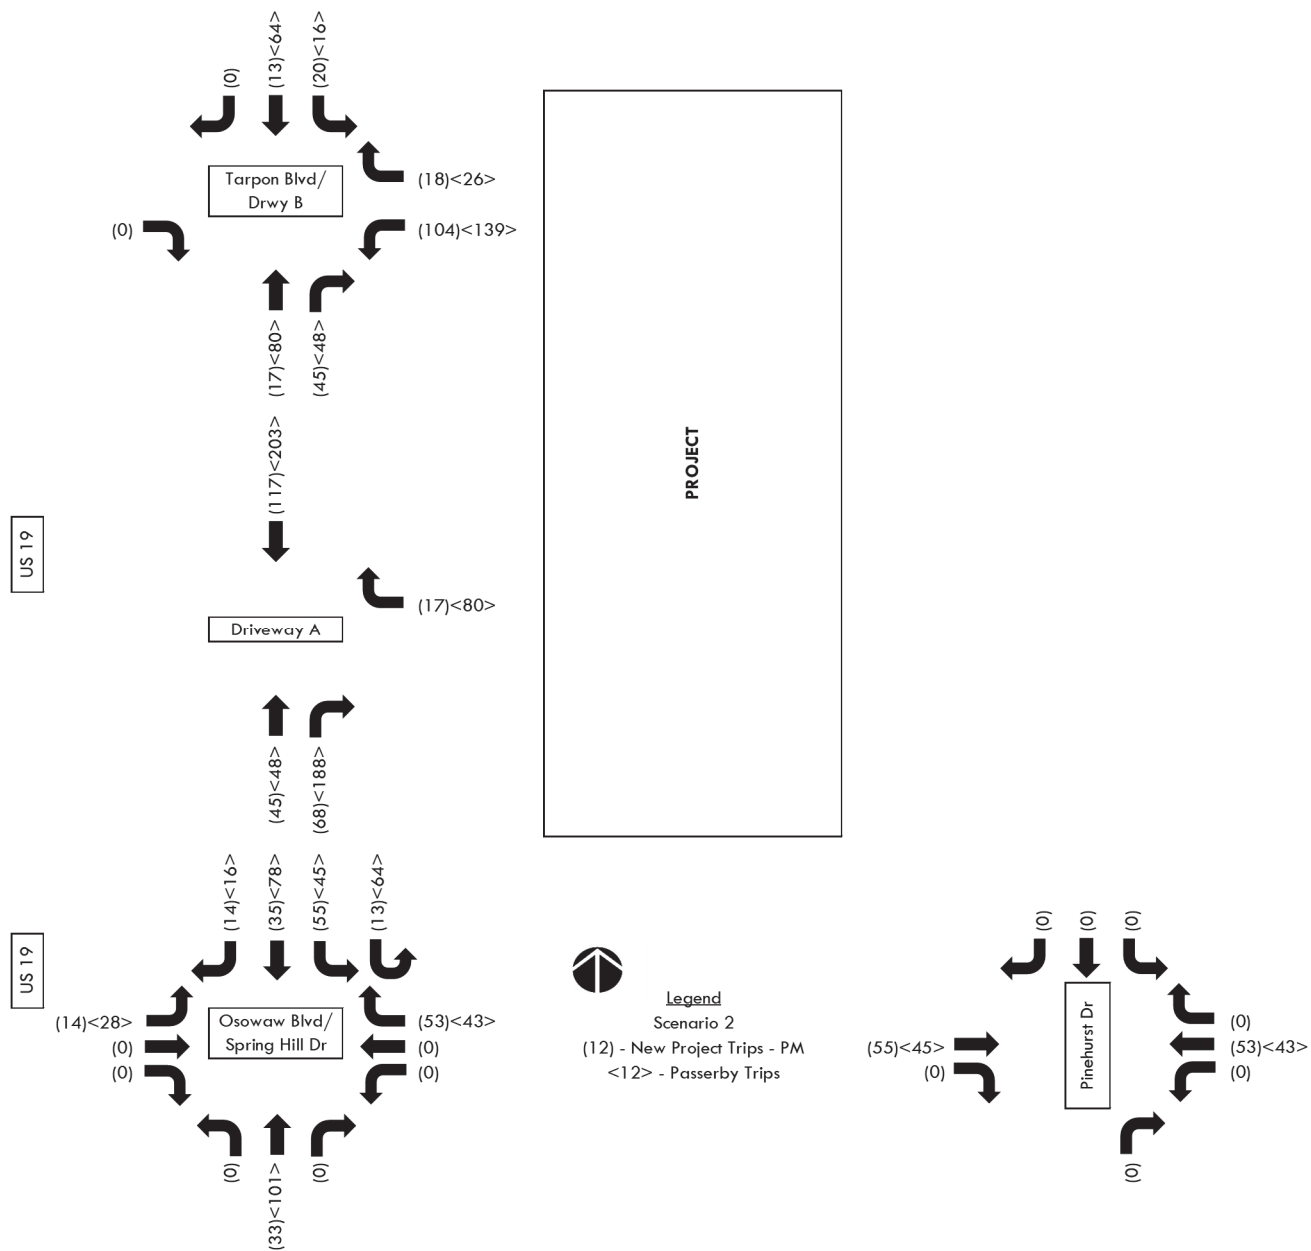 (0)
(13)<64>
(20)<16>
Tarpon Blvd/
Drwy B
(18)<26>
(0)
(104)<139>
(17)<80>
(45)<48>
(117)<203>
PROJECT
US 19
(17)<80>
Driveway A
(45)<48>
(68)<188>
(14)<16>
(35)<78>
(55)<45>
(13)<64>
US 19
(14)<28>
(0)
(0)
Osowaw Blvd/
Spring Hill Dr
(53)<43>
(0)
(0)
(0)
(33)<101>
(0)
Legend
Scenario 2
(12) - New Project Trips - PM
<12> - Passerby Trips
(0)
(0)
(0)
(55)<45>
(0)
Pinehurst Dr
(0)
(53)<43>
(0)
(0)